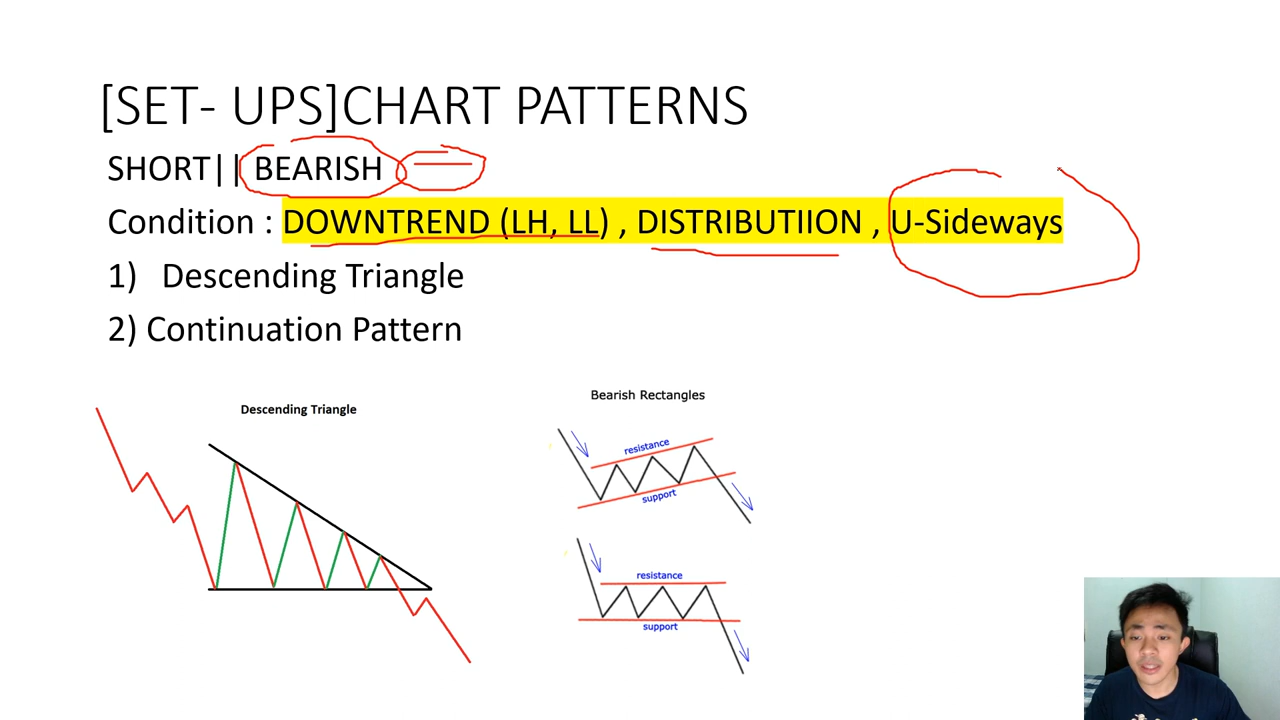 [SET- UPS]CHART PATTERNS
SHORT|| BEARISH
Condition : DOWNTREND (LH, LL) , DISTRIBUTIION , U-Sideways
1) Descending Triangle
2) Continuation Pattern
Descending Triangle
Bearish Rectangles
resistance
support
resistance
support